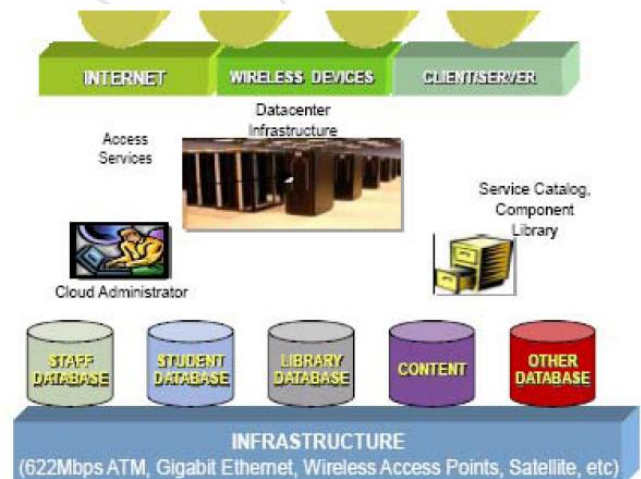 INTERNET
WIRELESS DEVICES
CLIENT/SERVER
Datacenter
Infrastructure
Access
Services
Service Catalog,
Component
Library
Cloud Administrator
STAFF
DATABASE
STUDENT
DATABASE
LIBRARY
DATABASE
CONTENT
OTHER
DATABASE
INFRASTRUCTURE
(622Mbps ATM, Gigabit Ethernet, Wireless Access Points, Satellite, etc)